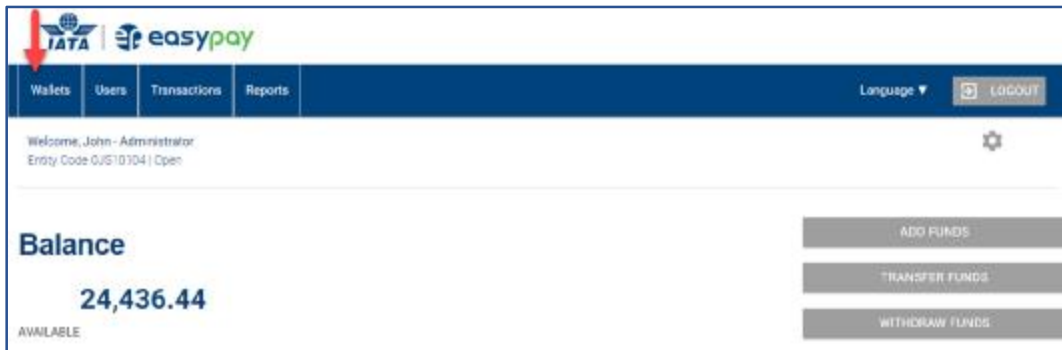 IATA easypay
Wallets Users Transactions Reports Language ▼ LOGOUT
Welcome, John - Administrator
Entity Code 0JS10104 | Open
Balance
24,436.44
AVAILABLE
ADD FUNDS
TRANSFER FUNDS
WITHDRAW FUNDS